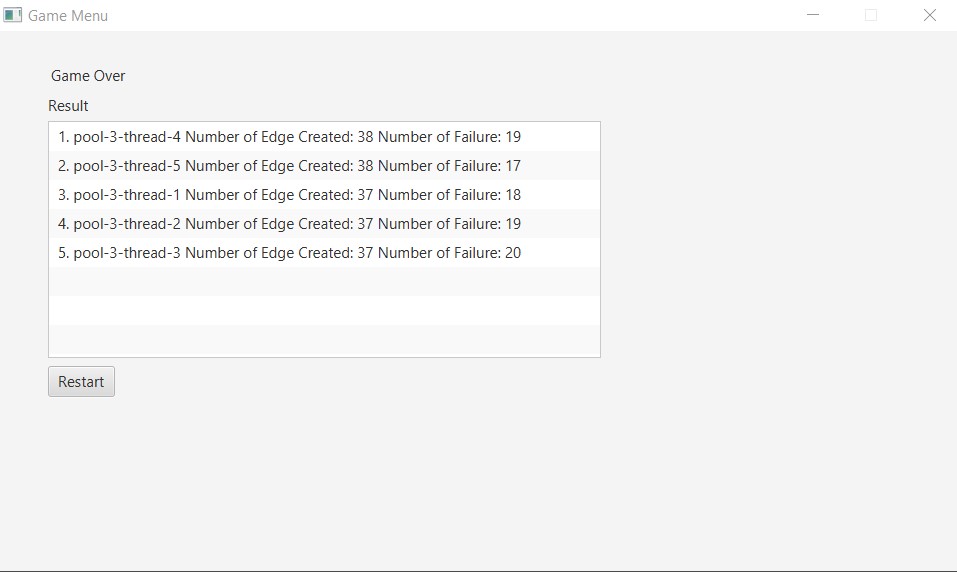 Game Menu
Game Over
Result
1. pool-3-thread-4 Number of Edge Created: 38 Number of Failure: 19
2. pool-3-thread-5 Number of Edge Created: 38 Number of Failure: 17
3. pool-3-thread-1 Number of Edge Created: 37 Number of Failure: 18
4. pool-3-thread-2 Number of Edge Created: 37 Number of Failure: 19
5. pool-3-thread-3 Number of Edge Created: 37 Number of Failure: 20
Restart